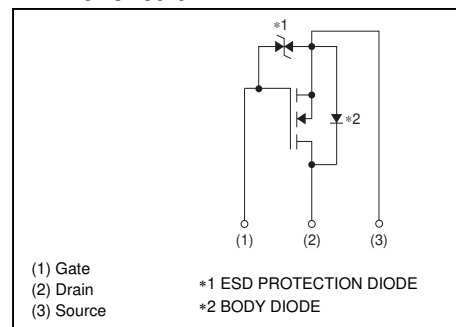 ∗1
∗2
(1) (2) (3)
(1) Gate
(2) Drain
(3) Source
∗1 ESD PROTECTION DIODE
∗2 BODY DIODE